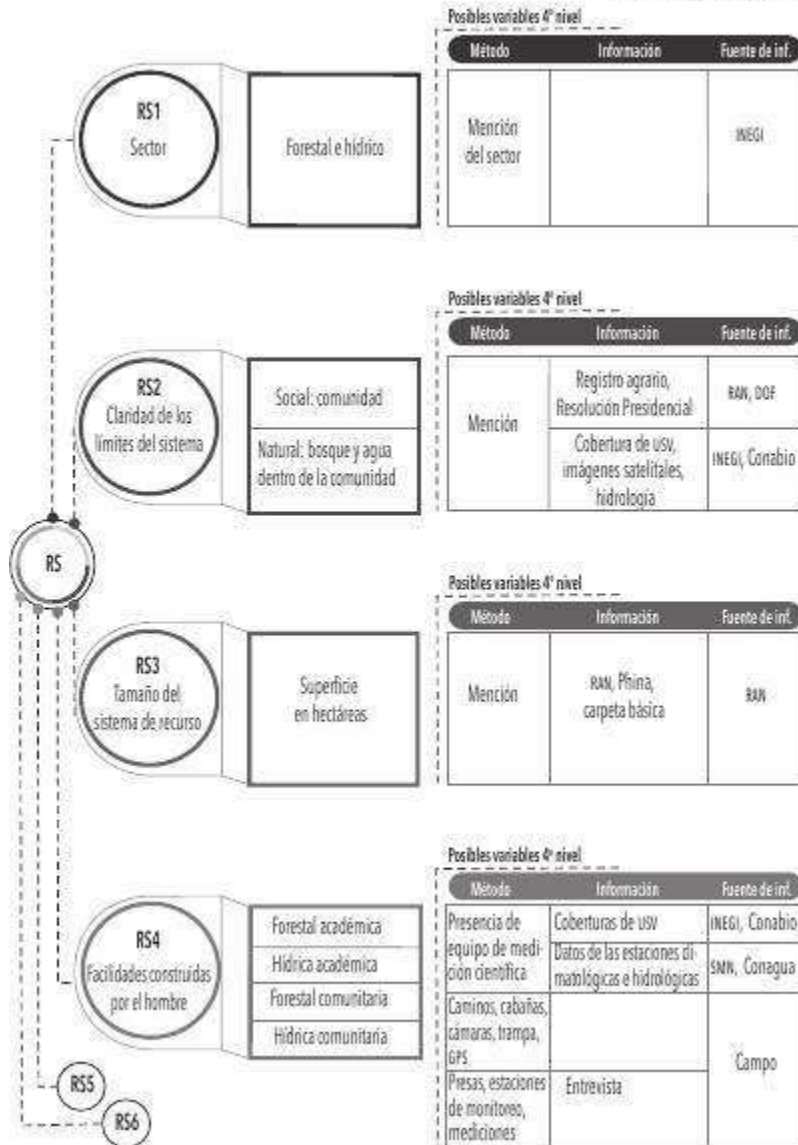 Posibles variables 4º nivel
Método Información Fuente de inf.
RS1
Sector
Forestal e hídrico
Mención
del sector
INEGI
Posibles variables 4º nivel
Método Información Fuente de inf.
RS2
Claridad de los
límites del sistema
Social: comunidad
Natural: bosque y agua
dentro de la comunidad
Mención
Registro agrario,
Resolución Presidencial
RAN, DOF
Cobertura de USV,
imágenes satelitales,
hidrología
INEGI, Conabio
RS
Posibles variables 4º nivel
Método Información Fuente de inf.
RS3
Tamaño del
sistema de recurso
Superficie
en hectáreas
Mención
RAN, Phina,
carpeta básica
RAN
Posibles variables 4º nivel
Método Información Fuente de inf.
RS4
Facilidades construidas
por el hombre
Forestal académica
Hídrica académica
Forestal comunitaria
Hídrica comunitaria
Presencia de
equipo de medi-
ción científica
Coberturas de USV
INEGI, Conabio
Datos de las estaciones cli-
matológicas e hidrológicas
SMN, Conagua
Caminos, cabañas,
cámaras, trampa,
GPS
Campo
Presas, estaciones
de monitoreo,
mediciones
Entrevista
RS5
RS6